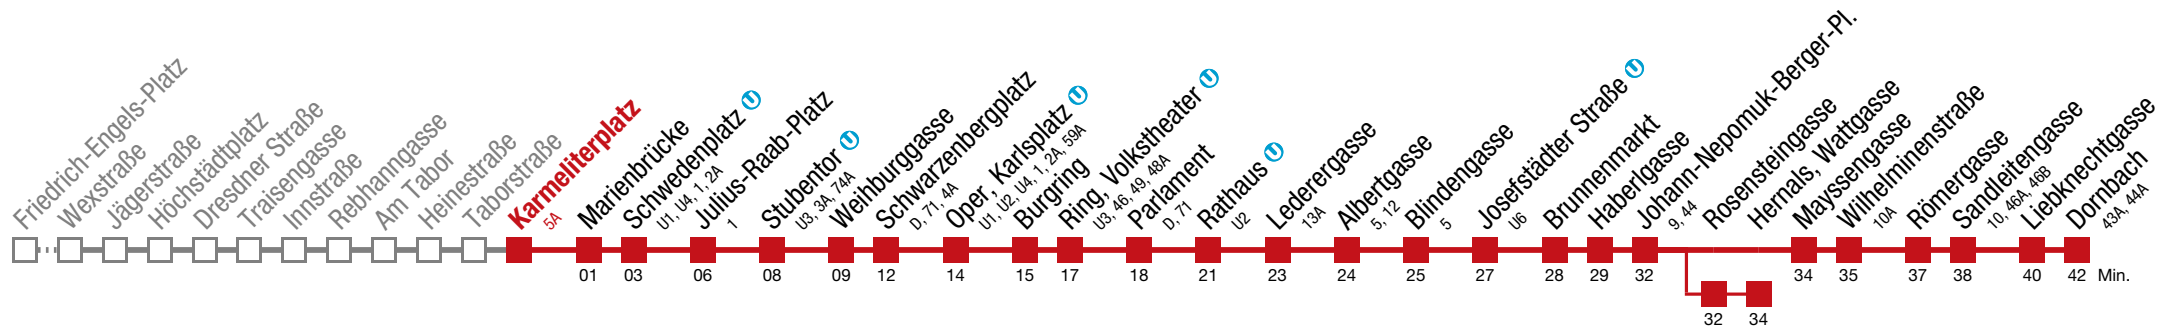 Friedrich-Engels-Platz
Wexstraße
Jägerstraße
Höchstädtplatz
Dresdner Straße
Traisengasse
Innstraße
Rebhanngasse
Am Tabor
Heinestraße
Taborstraße
Karmeliterplatz
5A
Marienbrücke
Schwedenplatz U
U1, U4, 1, 2A
Julius-Raab-Platz
1
Stubentor U
U3, 3A, 74A
Weihburggasse
Schwarzenbergplatz
D, 71, 4A
Oper, Karlsplatz U
U1, U2, U4, 1, 2A, 59A
Burgring
Ring, Volkstheater U
U3, 46, 49, 48A
Parlament
D, 71
Rathaus U
U2
Lederergasse
13A
Albertgasse
5, 12
Blindengasse
5
Josefstädter Straße U
U6
Brunnenmarkt
Haberlgasse
Johann-Nepomuk-Berger-Pl.
9, 44
Rosensteingasse
Hernals, Wattgasse
Mayssengasse
Wilhelminenstraße
10A
Römergasse
Sandleitengasse
10, 46A, 46B
Liebknechtgasse
Dornbach
43A, 44A
01 03 06 08 09 12 14 15 17 18 21 23 24 25 27 28 29 32 34 35 37 38 40 42 Min.
32 34